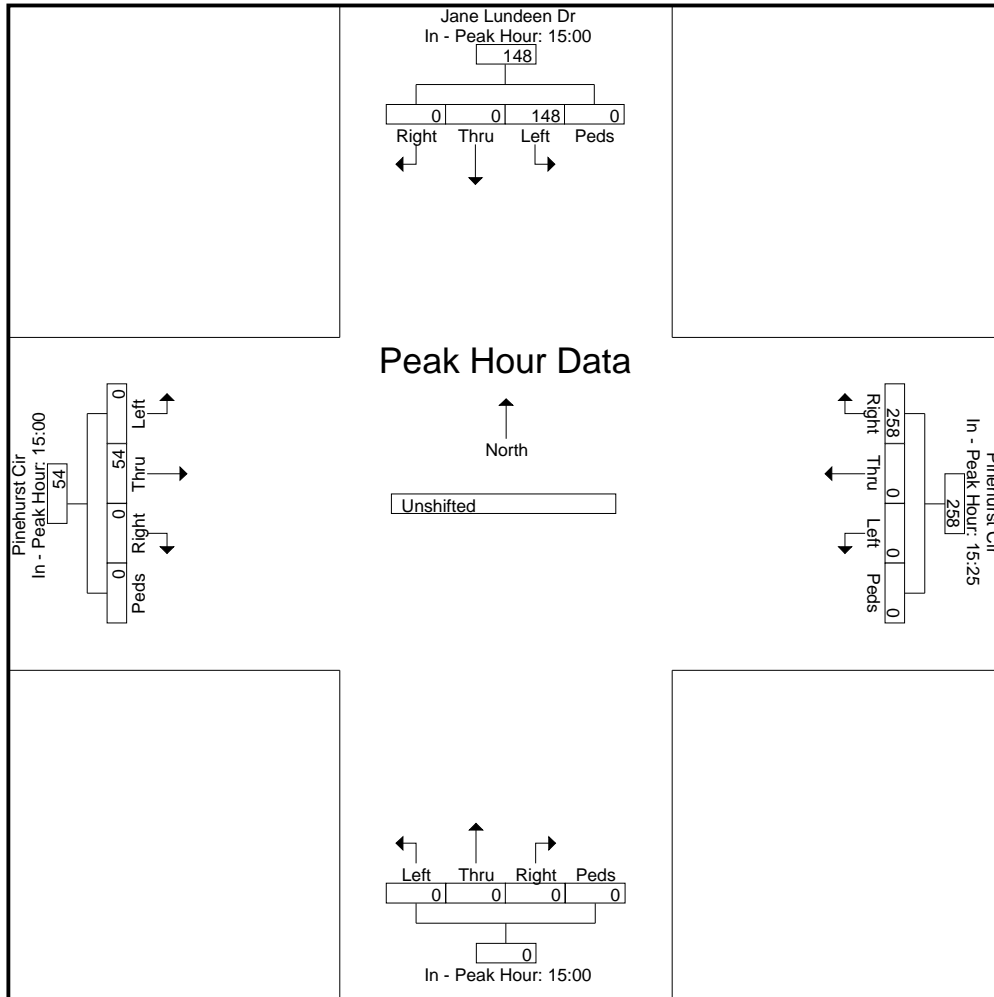 Jane Lundeen Dr
In - Peak Hour: 15:00
148
0 0 148 0
Right Thru Left Peds
Peak Hour Data
North
Unshifted
Pinehurst Cir
In - Peak Hour: 15:00
54
0 54 0 0
Left Thru Right Peds
Pinehurst Cir
In - Peak Hour: 15:25
258
258 0 0 0
Right Thru Left Peds
Left Thru Right Peds
0 0 0 0
0
In - Peak Hour: 15:00